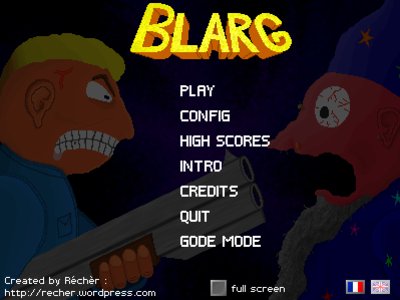 BLARG
PLAY
CONFIG
HIGH SCORES
INTRO
CREDITS
QUIT
GODE MODE
Created by Réchèr :
http://recher.wordpress.com
full screen